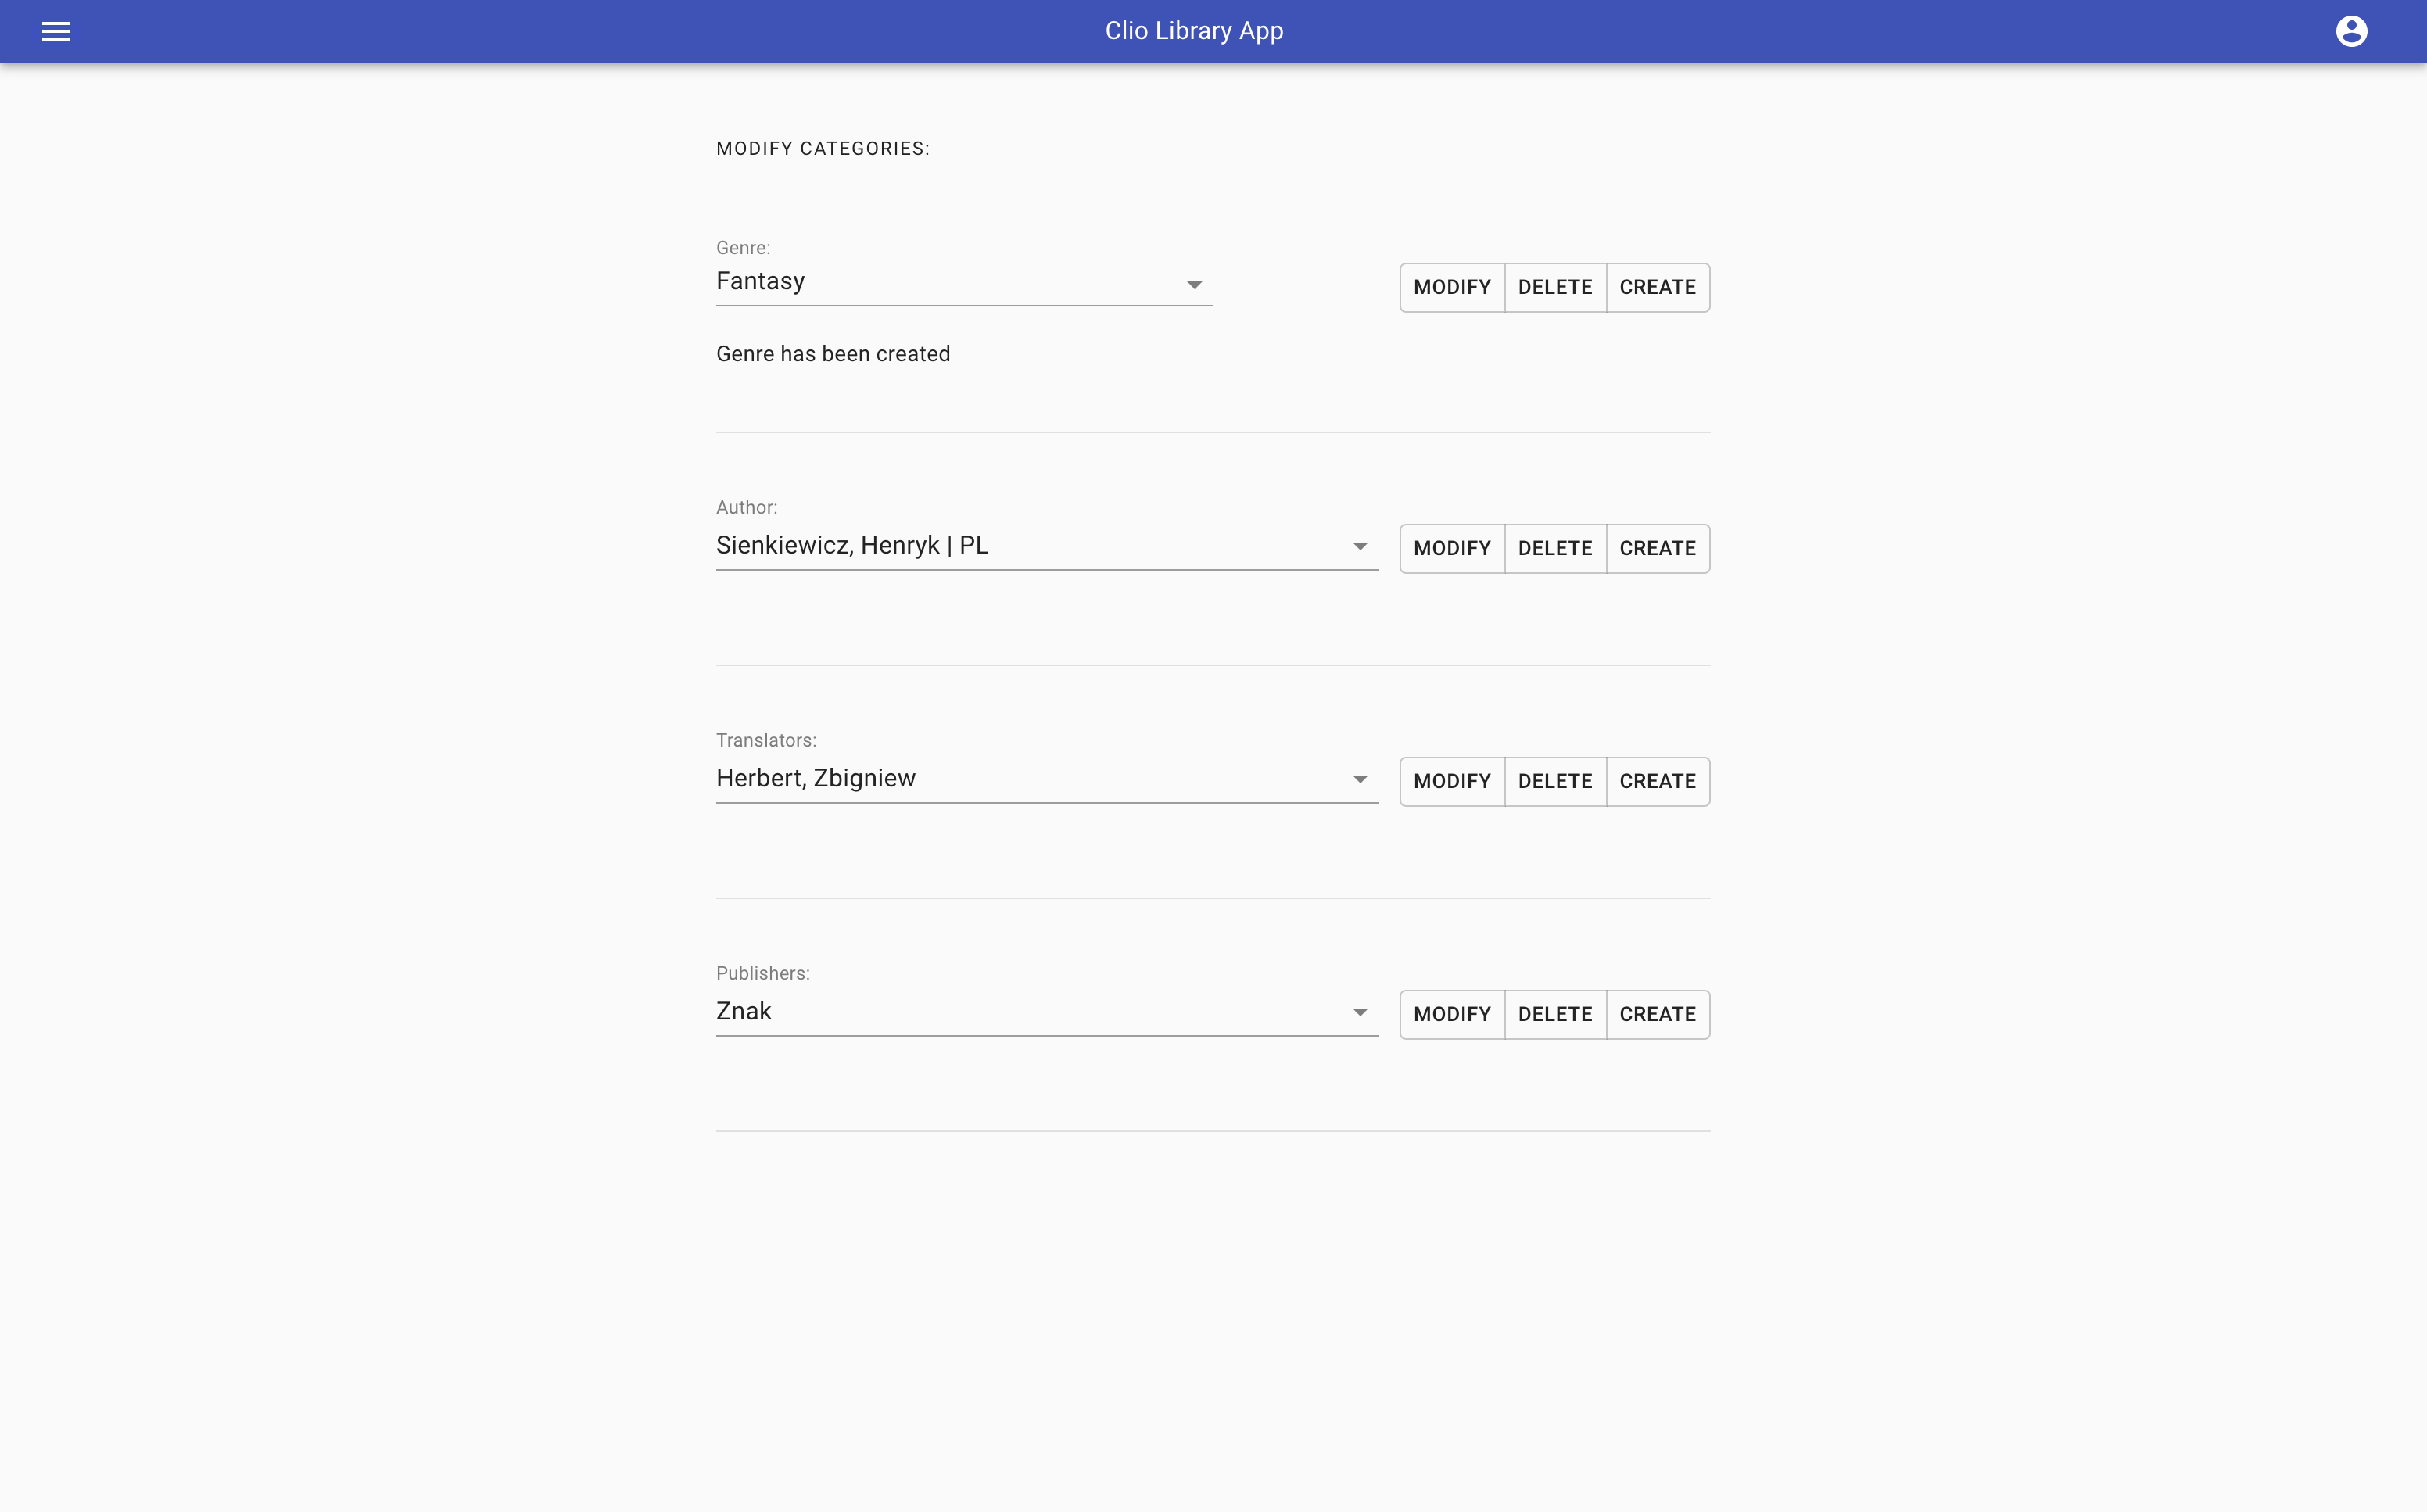 Clio Library App
MODIFY CATEGORIES:
Genre:
Fantasy
MODIFY DELETE CREATE
Genre has been created
Author:
Sienkiewicz, Henryk | PL
MODIFY DELETE CREATE
Translators:
Herbert, Zbigniew
MODIFY DELETE CREATE
Publishers:
Znak
MODIFY DELETE CREATE